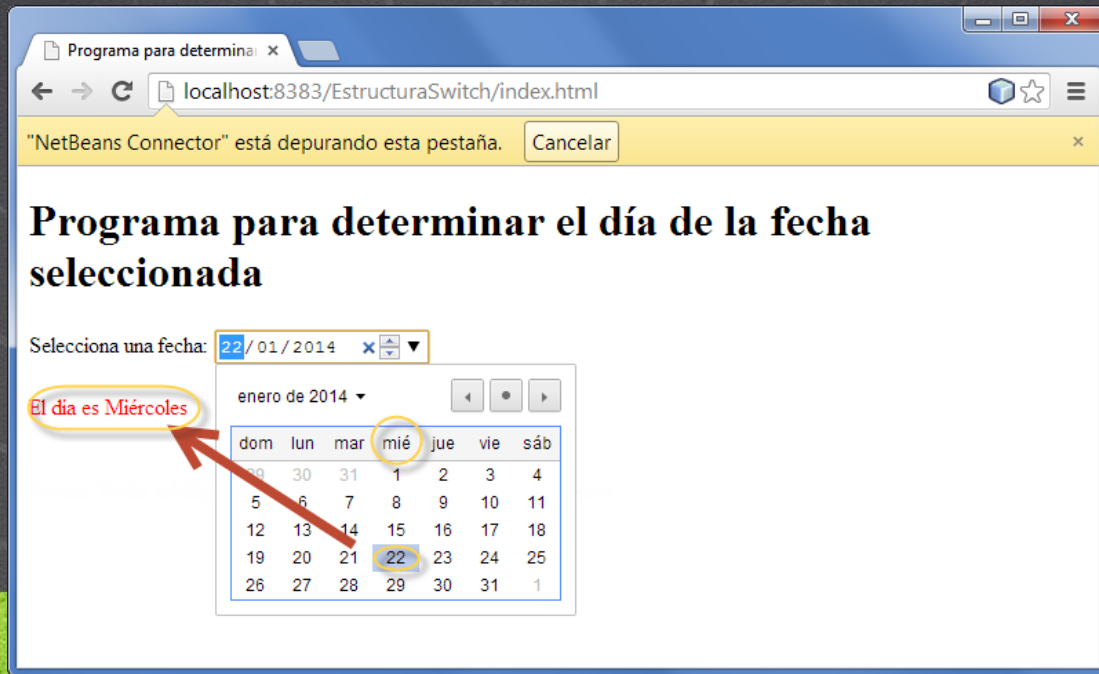 Programa para determina
localhost:8383/EstructuraSwitch/index.html
"NetBeans Connector" está depurando esta pestaña. Cancelar
Programa para determinar el día de la fecha
seleccionada
Selecciona una fecha: 22/01/2014
enero de 2014
El día es Miércoles
dom lun mar mié jue vie sáb
29 30 31 1 2 3 4
5 6 7 8 9 10 11
12 13 14 15 16 17 18
19 20 21 22 23 24 25
26 27 28 29 30 31 1